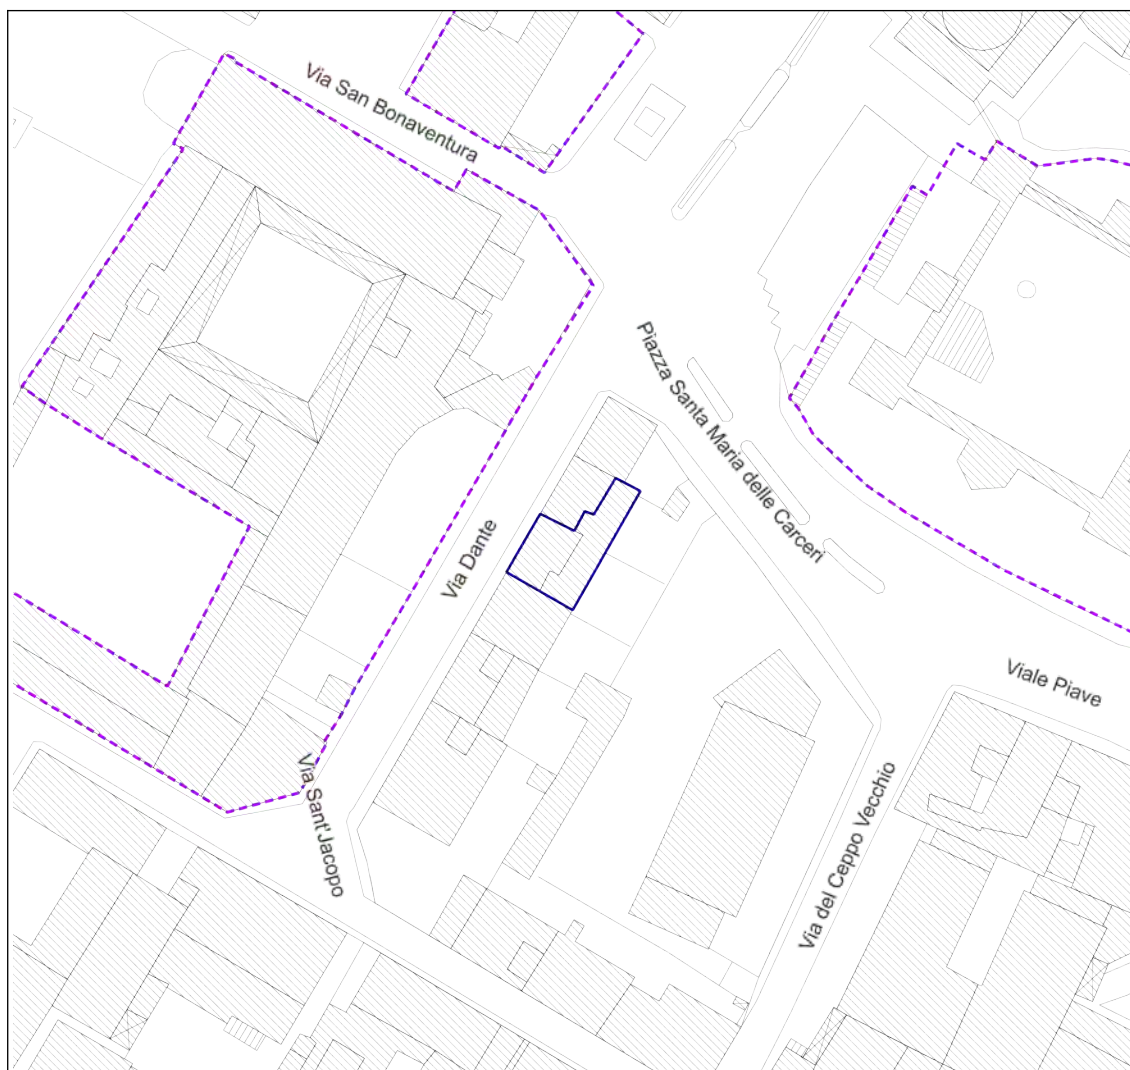 Via San Bonaventura
Piazza Santa Maria delle Carceri
Via Dante
Viale Piave
Via Sant'Jacopo
Via del Ceppo Vecchio